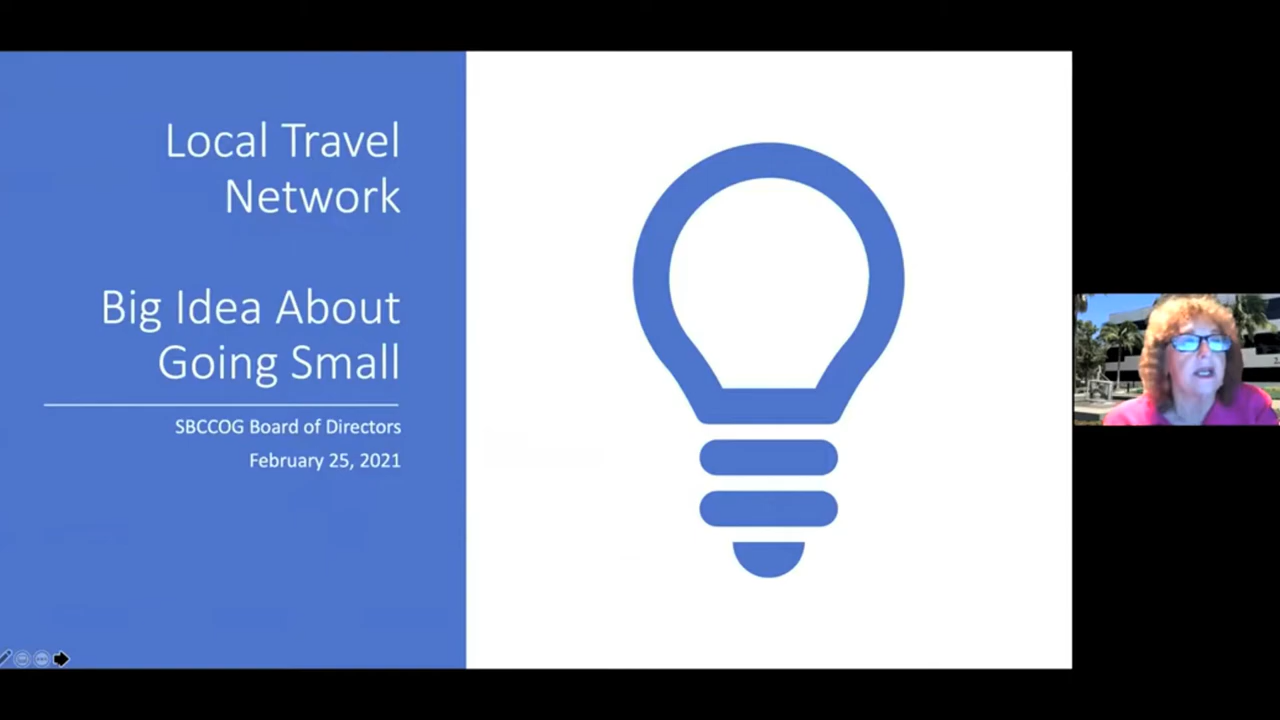 Local Travel
Network
Big Idea About
Going Small
SBCCOG Board of Directors
February 25, 2021